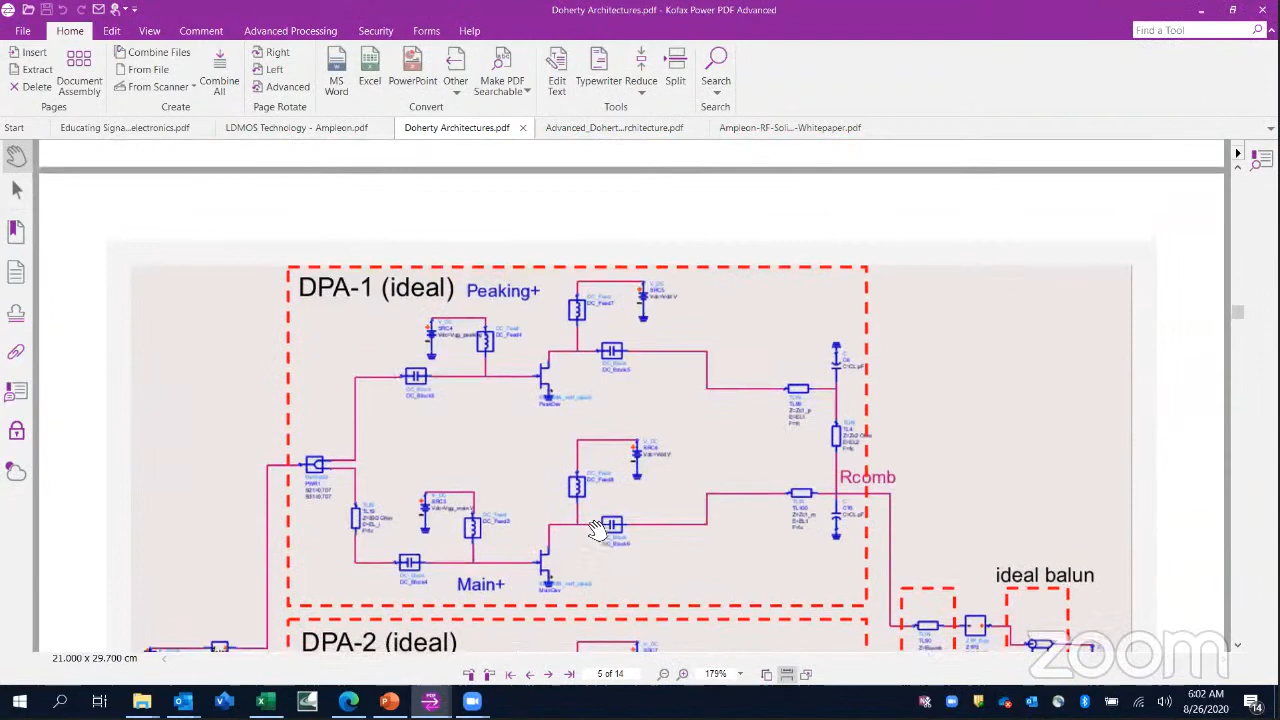 Doherty Architectures.pdf - Kofax Power PDF Advanced
File Home Edit View Comment Advanced Processing Security Forms Help
Find a Tool
Insert
Extract
Delete
Document Assembly
Pages
Combine Files
From File
From Scanner
Combine All
Create
Right
Left
Advanced
Page Rotate
MS Word
Excel
PowerPoint
Other
Make PDF Searchable
Convert
Edit Text
Typewriter
Reduce
Split
Tools
Search
Search
Start
Educating Signa...electronics.pdf
LDMOS Technology - Ampleon.pdf
Doherty Architectures.pdf
Advanced_Dohert...rchitecture.pdf
Ampleon-RF-Soli...-Whitepaper.pdf
DPA-1 (ideal) Peaking+
Rcomb
Main+
ideal balun
DPA-2 (ideal)
zoom
21.000 x 29.700 cm
5 of 14
179%
6:02 AM
8/26/2020
14